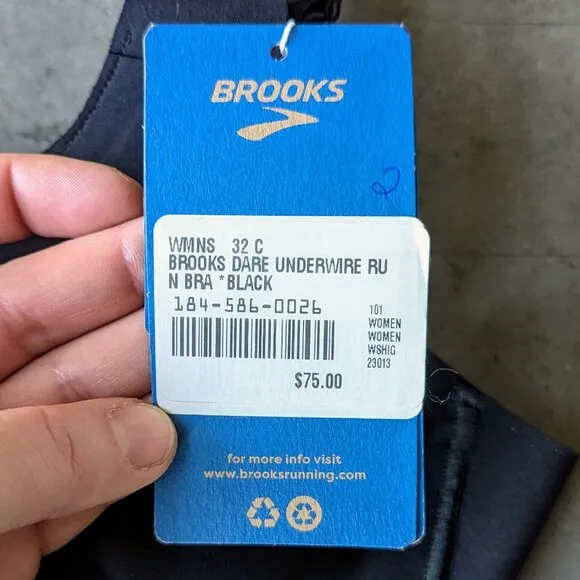 BROOKS
2
WMNS 32 C
BROOKS DARE UNDERWIRE RU
N BRA *BLACK
184-586-0026
101
WOMEN
WOMEN
WSHIG
23013
$75.00
for more info visit
www.brooksrunning.com